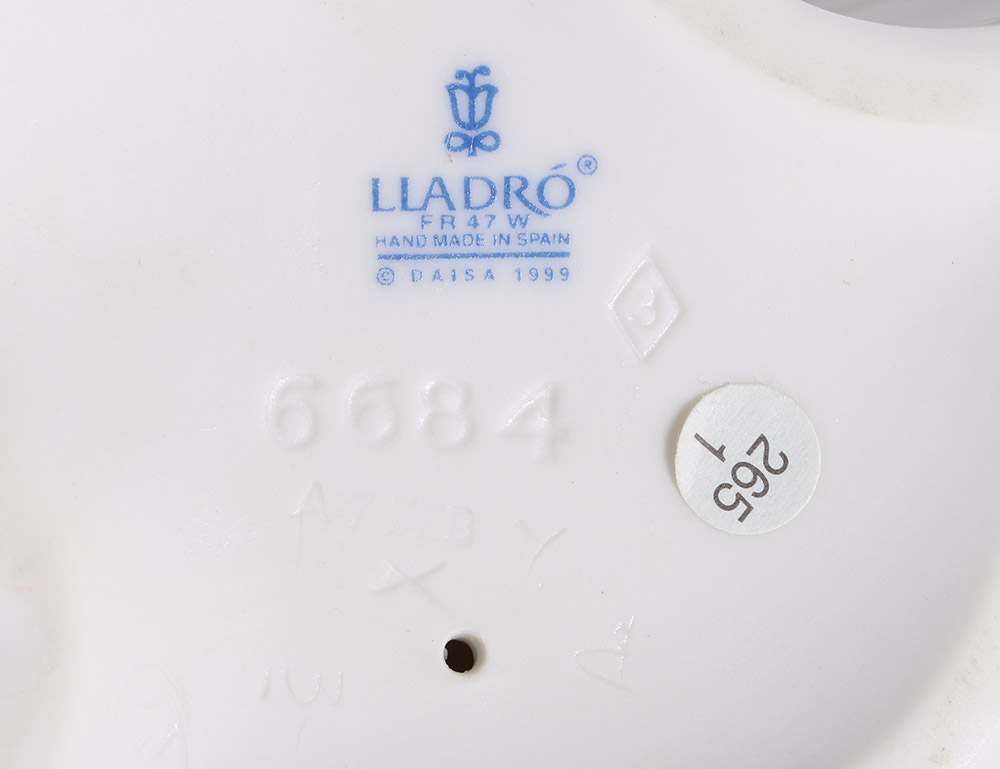 LLADRÓ®
FR 47 W
HAND MADE IN SPAIN
© DAISA 1999
3
6684
265
1